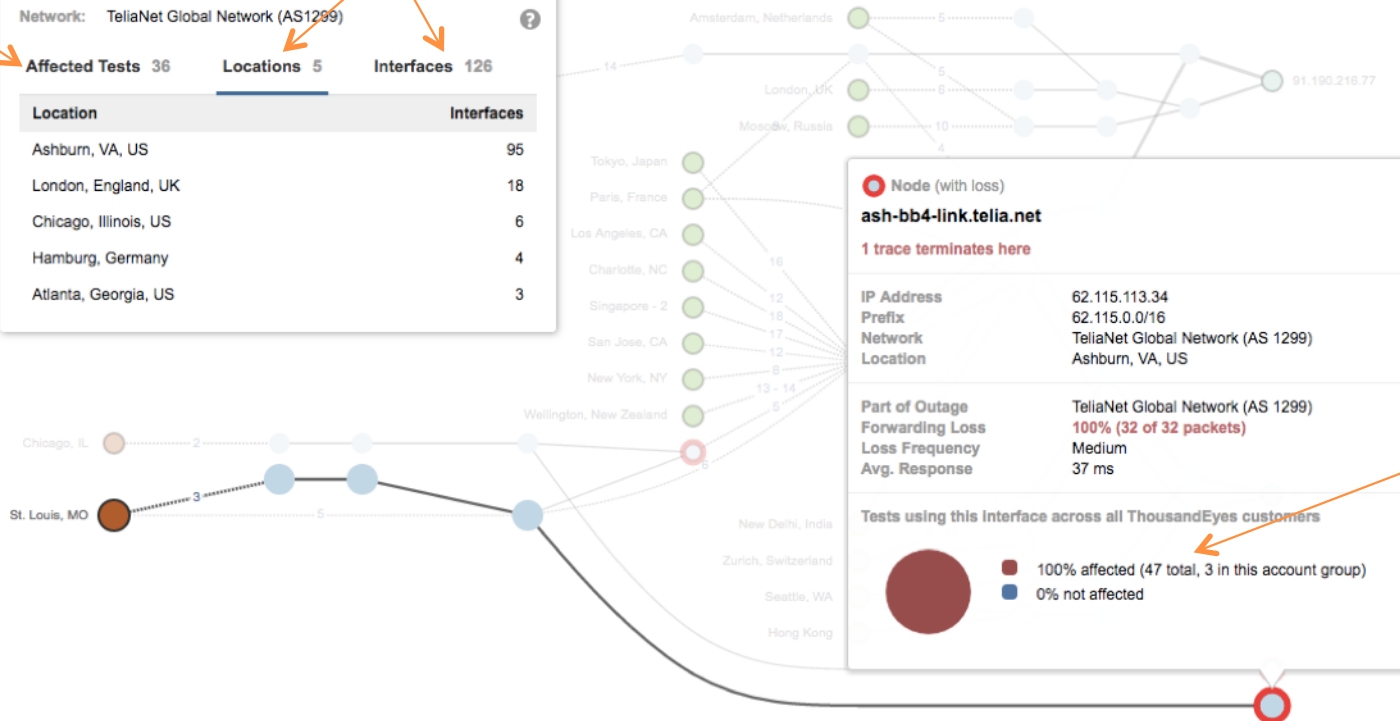 Network: TeliaNet Global Network (AS1299)
?
Affected Tests 36 Locations 5 Interfaces 126
Location Interfaces
Ashburn, VA, US 95
London, England, UK 18
Chicago, Illinois, US 6
Hamburg, Germany 4
Atlanta, Georgia, US 3
Amsterdam, Netherlands 5
14
5
London, UK 6
91.190.216.77
Moscow, Russia 10
4
Tokyo, Japan
Paris, France
Los Angeles, CA
16
Charlotte, NC
12
Singapore - 2
18
17
San Jose, CA
12
New York, NY
8
13 - 14
5
Wellington, New Zealand
Chicago, IL 2
6
3
St. Louis, MO 5
New Delhi, India
Zurich, Switzerland
Seattle, WA
Hong Kong
Node (with loss)
ash-bb4-link.telia.net
1 trace terminates here
IP Address 62.115.113.34
Prefix 62.115.0.0/16
Network TeliaNet Global Network (AS 1299)
Location Ashburn, VA, US
Part of Outage TeliaNet Global Network (AS 1299)
Forwarding Loss 100% (32 of 32 packets)
Loss Frequency Medium
Avg. Response 37 ms
Tests using this interface across all ThousandEyes customers
100% affected (47 total, 3 in this account group)
0% not affected